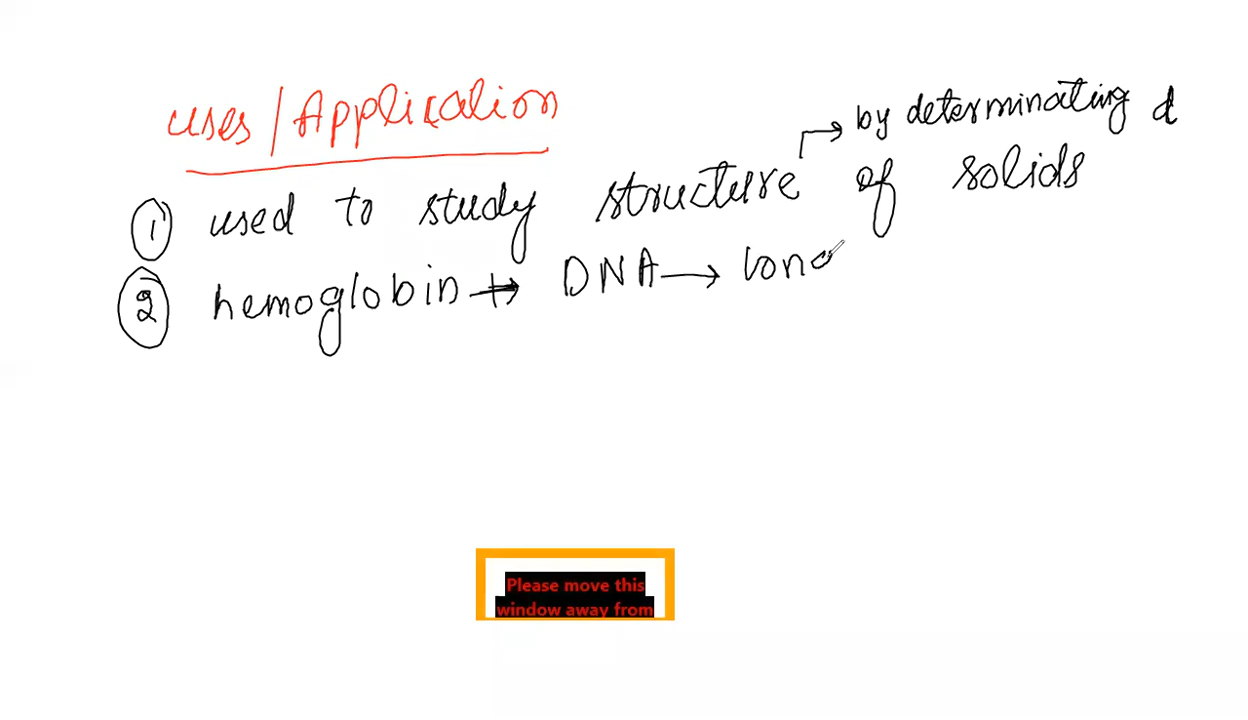 uses / Application
by determinating d
① used to study structure of solids
② hemoglobin → DNA →
Please move this
window away from